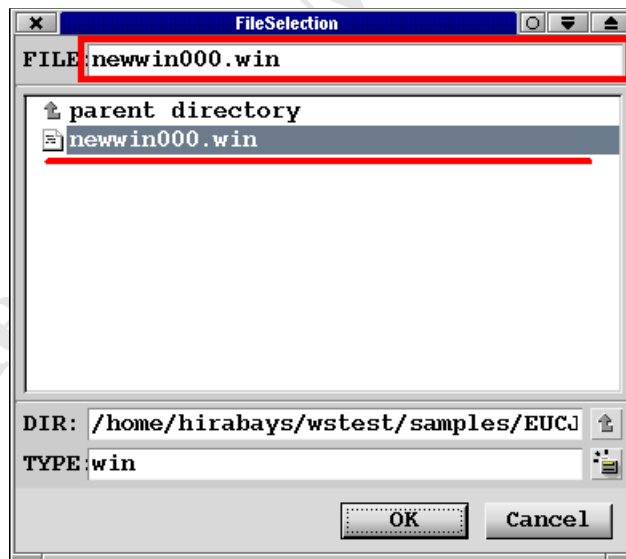 FileSelection
FILE:newwin000.win
parent directory
newwin000.win
DIR: /home/hirabays/wstest/samples/EUCJ
TYPE:win
OK Cancel